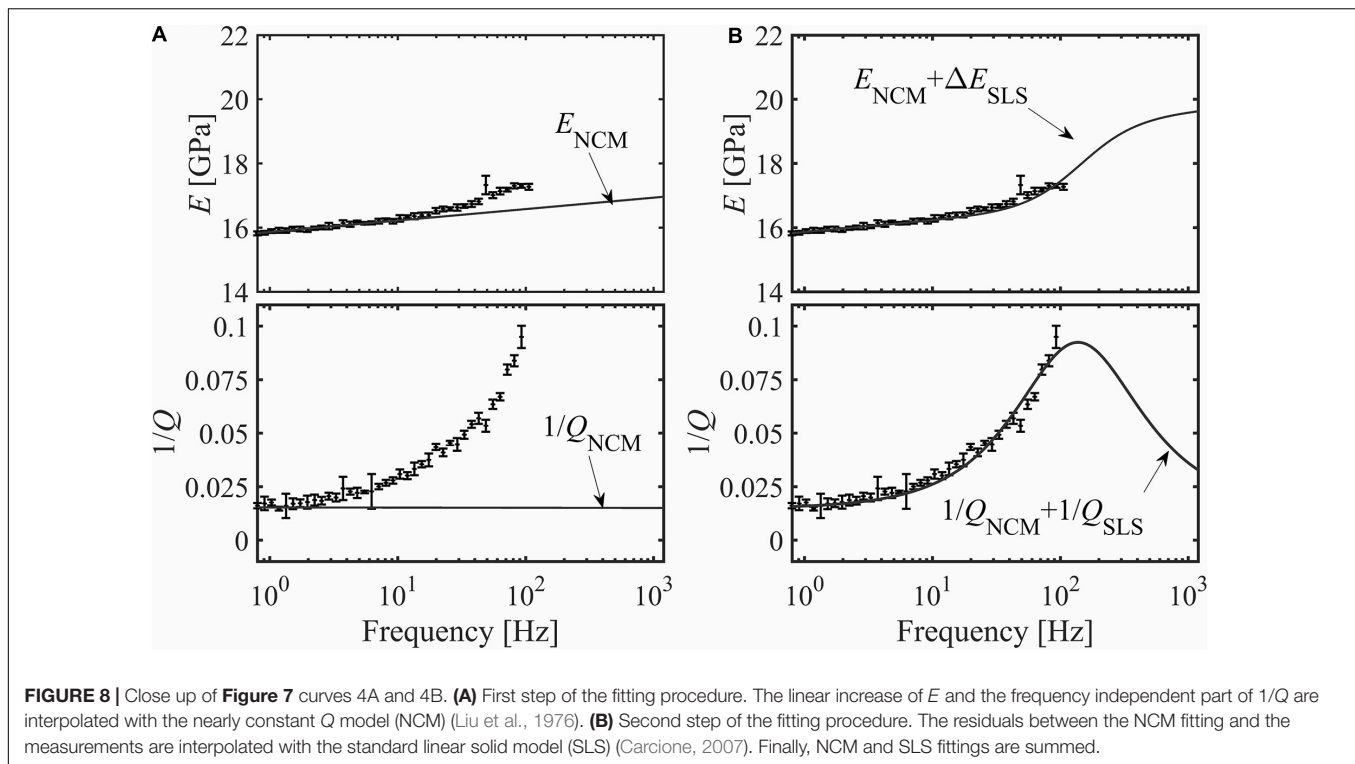 A
B
22
20
18
16
14
E [GPa]
E_NCM
22
20
18
16
14
E [GPa]
E_NCM+ΔE_SLS
0.1
0.075
0.05
0.025
0
1/Q
1/Q_NCM
10^0
10^1
10^2
10^3
Frequency [Hz]
0.1
0.075
0.05
0.025
0
1/Q
1/Q_NCM+1/Q_SLS
10^0
10^1
10^2
10^3
Frequency [Hz]
FIGURE 8 | Close up of Figure 7 curves 4A and 4B. (A) First step of the fitting procedure. The linear increase of E and the frequency independent part of 1/Q are
interpolated with the nearly constant Q model (NCM) (Liu et al., 1976). (B) Second step of the fitting procedure. The residuals between the NCM fitting and the
measurements are interpolated with the standard linear solid model (SLS) (Carcione, 2007). Finally, NCM and SLS fittings are summed.